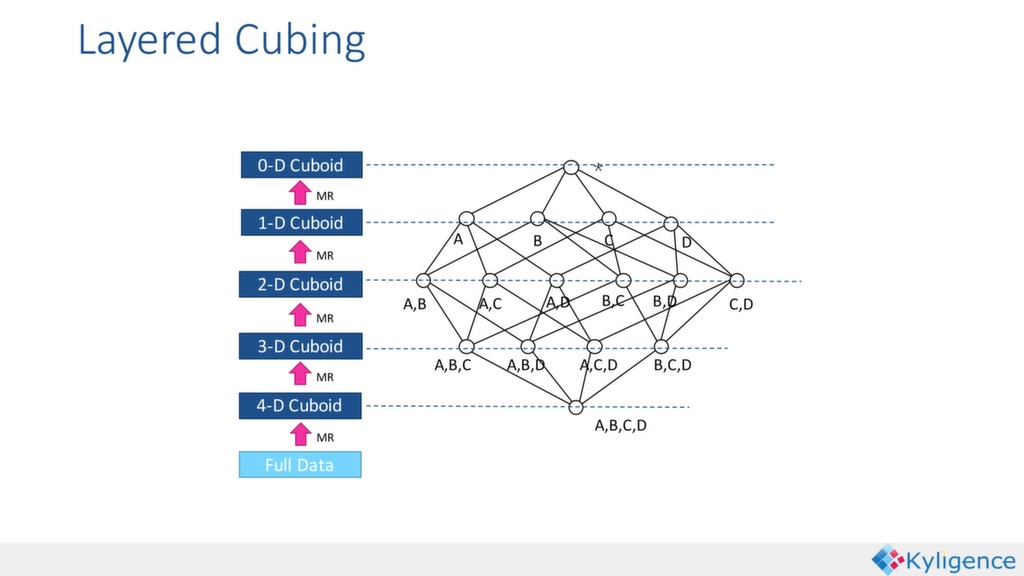 Layered Cubing
0-D Cuboid
*
MR
1-D Cuboid
A
B
C
D
MR
2-D Cuboid
A,B
A,C
A,D
B,C
B,D
C,D
MR
3-D Cuboid
A,B,C
A,B,D
A,C,D
B,C,D
MR
4-D Cuboid
A,B,C,D
MR
Full Data
Kyligence